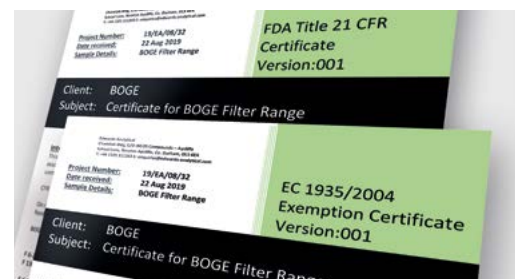 Project Number: 19/EA/08/32
Date received: 22 Aug 2019
Sample Details: BOGE Filter Range
FDA Title 21 CFR
Certificate
Version:001
Client: BOGE
Subject: Certificate for BOGE Filter Range
Edwards Analytical
Project Number: 19/EA/08/32
Date received: 22 Aug 2019
Sample Details: BOGE Filter Range
EC 1935/2004
Exemption Certificate
Version:001
Client: BOGE
Subject: Certificate for BOGE Filter Range